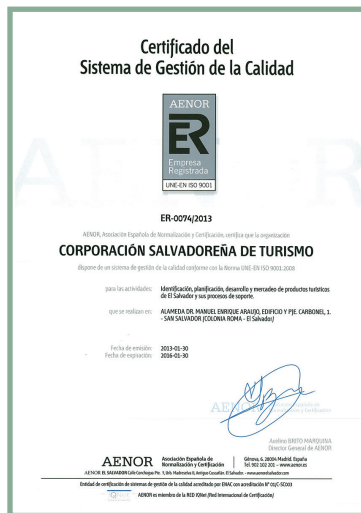 Certificado del
Sistema de Gestión de la Calidad
AENOR
ER
Empresa
Registrada
UNE-EN ISO 9001
ER-0074/2013
AENOR, Asociación Española de Normalización y Certificación, certifica que la organización
CORPORACIÓN SALVADOREÑA DE TURISMO
dispone de un sistema de gestión de la calidad conforme con la Norma UNE-EN ISO 9001:2008
para las actividades: Identificación, planificación, desarrollo y mercadeo de productos turísticos
de El Salvador y sus procesos de soporte.
que se realizan en: ALAMEDA DR. MANUEL ENRIQUE ARAUJO, EDIFICIO Y PJE. CARBONEL, 1.
- SAN SALVADOR (COLONIA ROMA - El Salvador)
Fecha de emisión: 2013-01-30
Fecha de expiración: 2016-01-30
Avelino BRITO MARQUINA
Director General de AENOR
AENOR Asociación Española de Normalización y Certificación
Génova, 6. 28004 Madrid. España
Tel. 902 102 201 - www.aenor.es
Entidad de certificación de sistemas de gestión de la calidad acreditada por ENAC con acreditación Nº 01/C-SC003
AENOR es miembro de la RED IQNet (Red Internacional de Certificación)